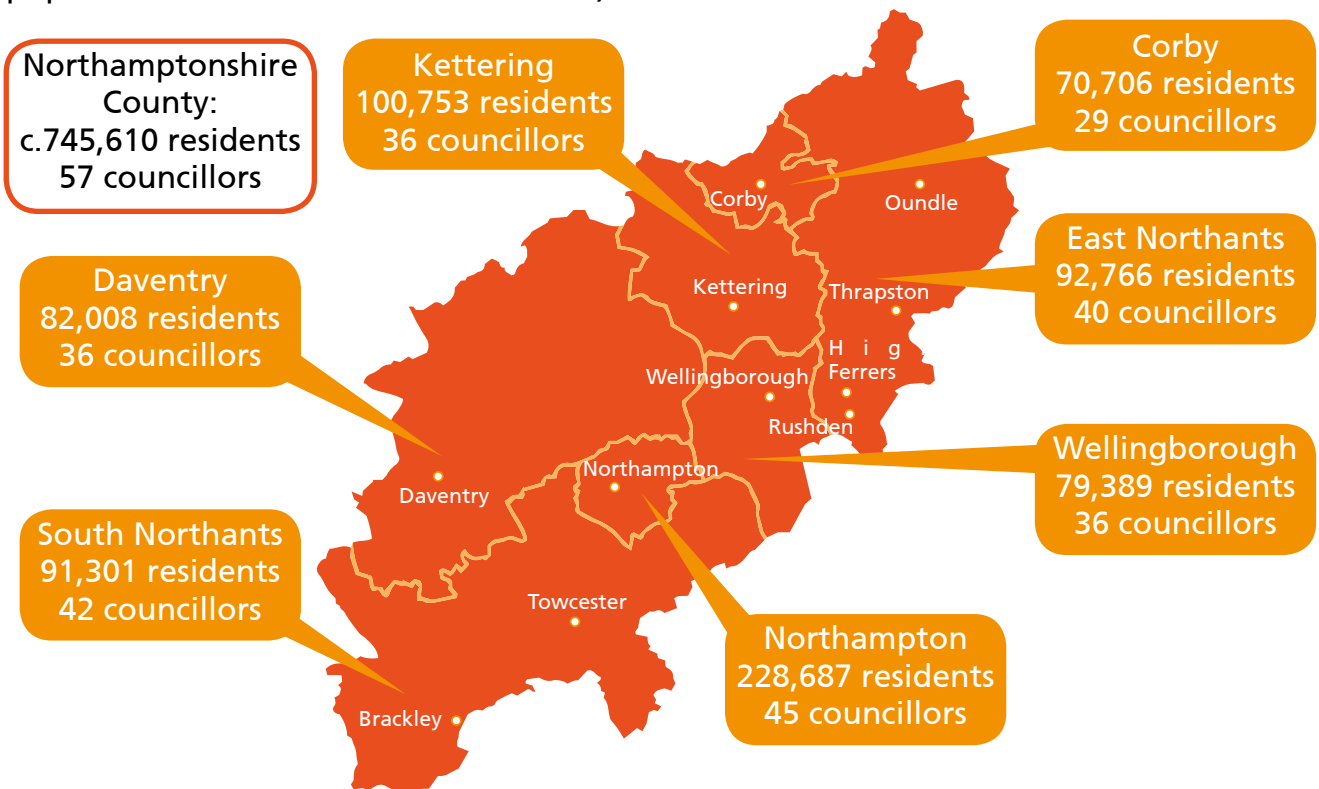 Northamptonshire
County:
c.745,610 residents
57 councillors
Kettering
100,753 residents
36 councillors
Corby
70,706 residents
29 councillors
Daventry
82,008 residents
36 councillors
East Northants
92,766 residents
40 councillors
South Northants
91,301 residents
42 councillors
Wellingborough
79,389 residents
36 councillors
Northampton
228,687 residents
45 councillors
Corby
Oundle
Kettering
Thrapston
H i g
Ferrers
Wellingborough
Rushden
Northampton
Daventry
Towcester
Brackley